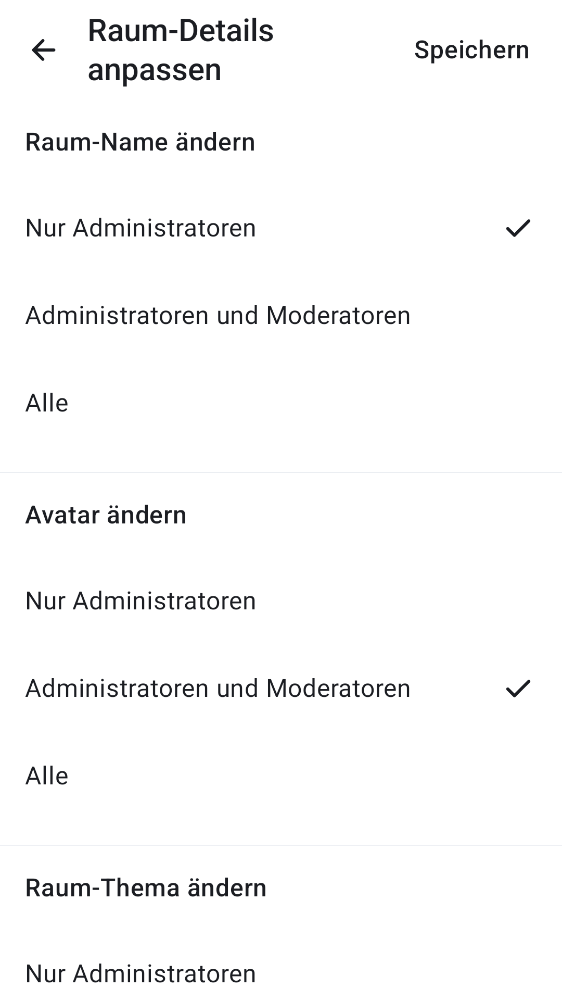 Raum-Details
anpassen
Speichern
Raum-Name ändern
Nur Administratoren
Administratoren und Moderatoren
Alle
Avatar ändern
Nur Administratoren
Administratoren und Moderatoren
Alle
Raum-Thema ändern
Nur Administratoren